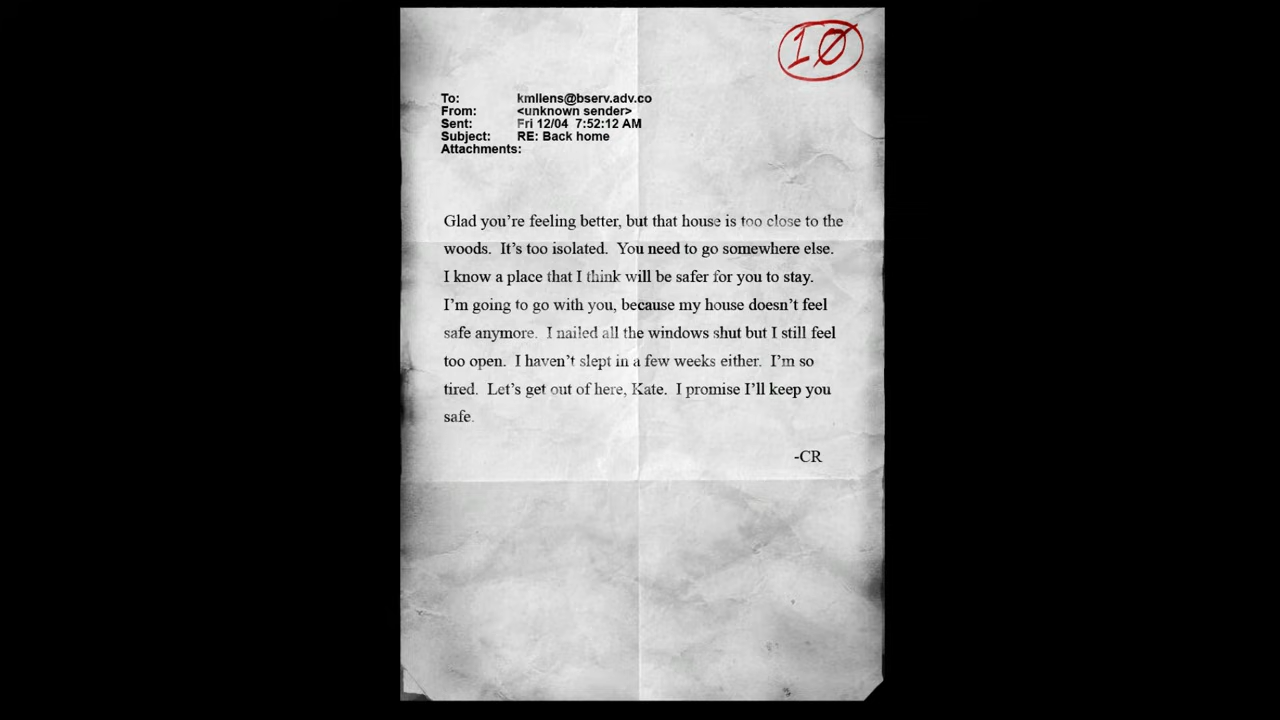 10
To: kmllens@bserv.adv.co
From: <unknown sender>
Sent: Fri 12/04 7:52:12 AM
Subject: RE: Back home
Attachments:
Glad you’re feeling better, but that house is too close to the
woods. It’s too isolated. You need to go somewhere else.
I know a place that I think will be safer for you to stay.
I’m going to go with you, because my house doesn’t feel
safe anymore. I nailed all the windows shut but I still feel
too open. I haven’t slept in a few weeks either. I’m so
tired. Let’s get out of here, Kate. I promise I’ll keep you
safe.
-CR